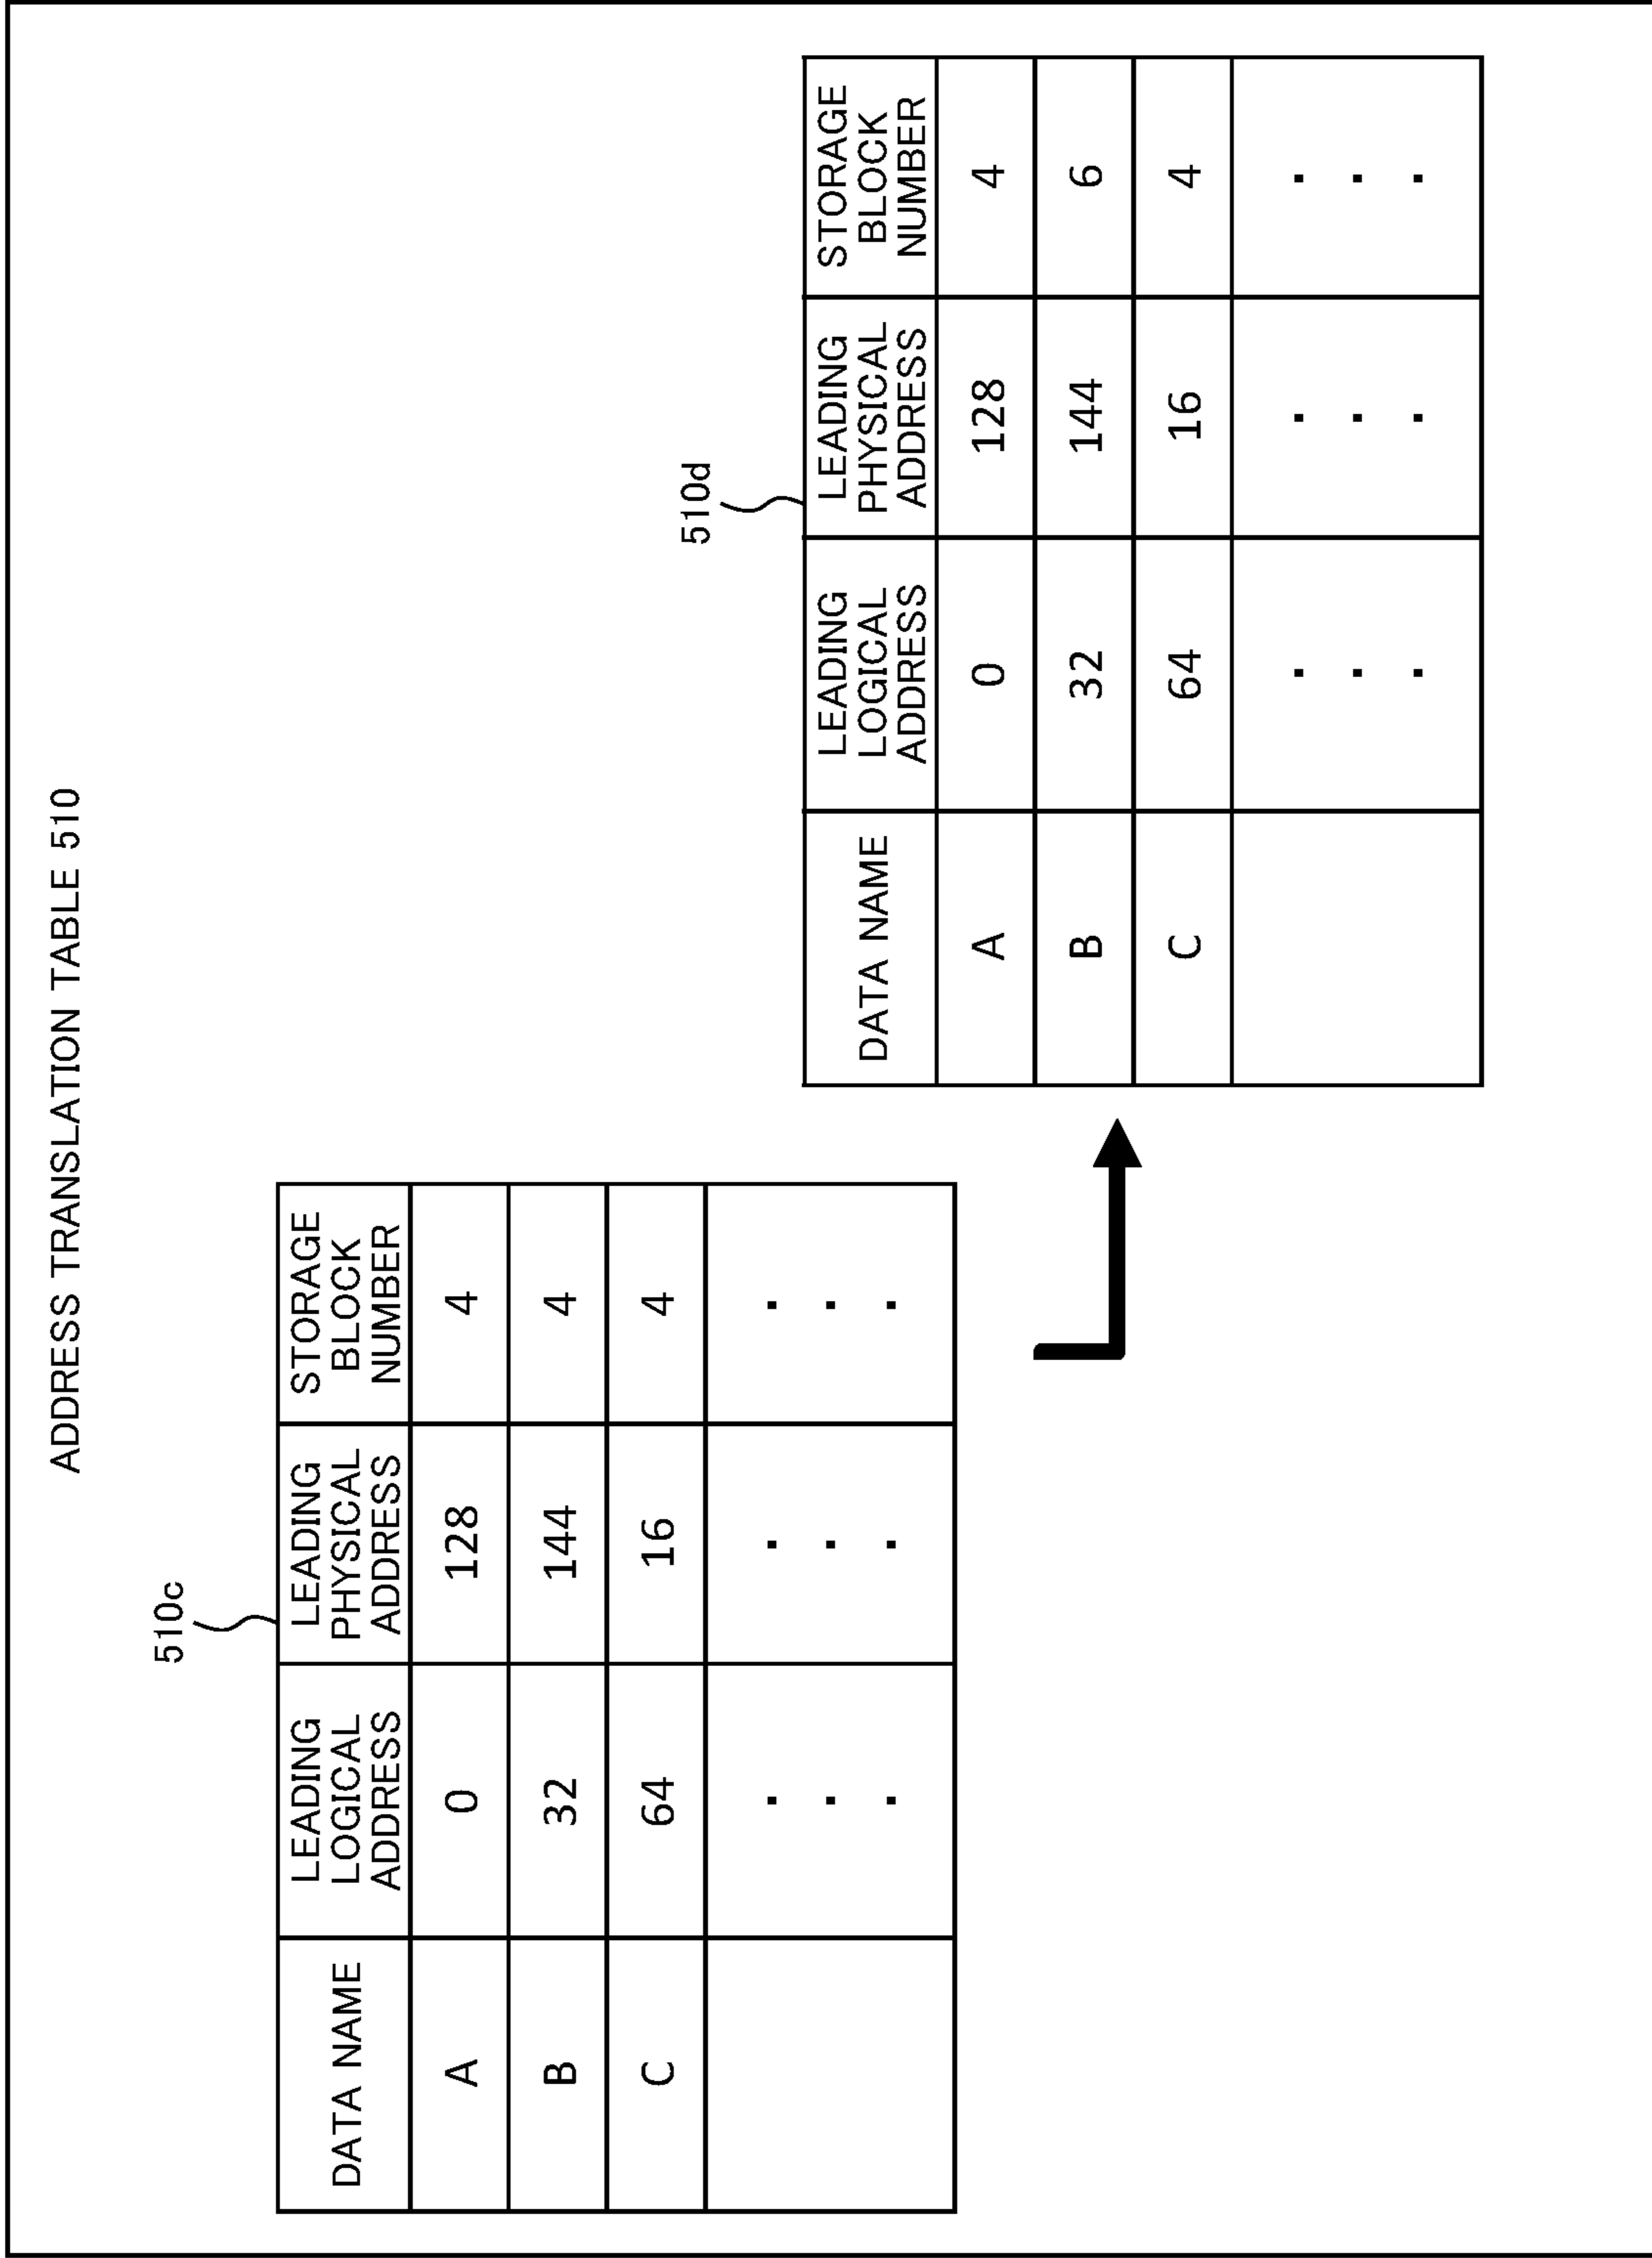 ADDRESS TRANSLATION TABLE 510
510c
DATA NAME
LEADING
LOGICAL
ADDRESS
LEADING
PHYSICAL
ADDRESS
STORAGE
BLOCK
NUMBER
A 0 128 4
B 32 144 4
C 64 16 4
. . .
. . .
. . .
510d
DATA NAME
LEADING
LOGICAL
ADDRESS
LEADING
PHYSICAL
ADDRESS
STORAGE
BLOCK
NUMBER
A 0 128 4
B 32 144 6
C 64 16 4
. . .
. . .
. . .